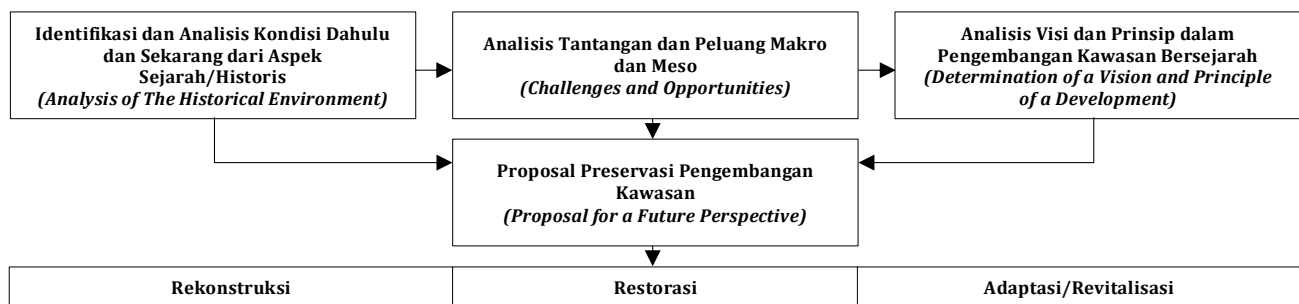 Identifikasi dan Analisis Kondisi Dahulu
dan Sekarang dari Aspek
Sejarah/Historis
(Analysis of The Historical Environment)
Analisis Tantangan dan Peluang Makro
dan Meso
(Challenges and Opportunities)
Analisis Visi dan Prinsip dalam
Pengembangan Kawasan Bersejarah
(Determination of a Vision and Principle
of a Development)
Proposal Preservasi Pengembangan
Kawasan
(Proposal for a Future Perspective)
Rekonstruksi
Restorasi
Adaptasi/Revitalisasi